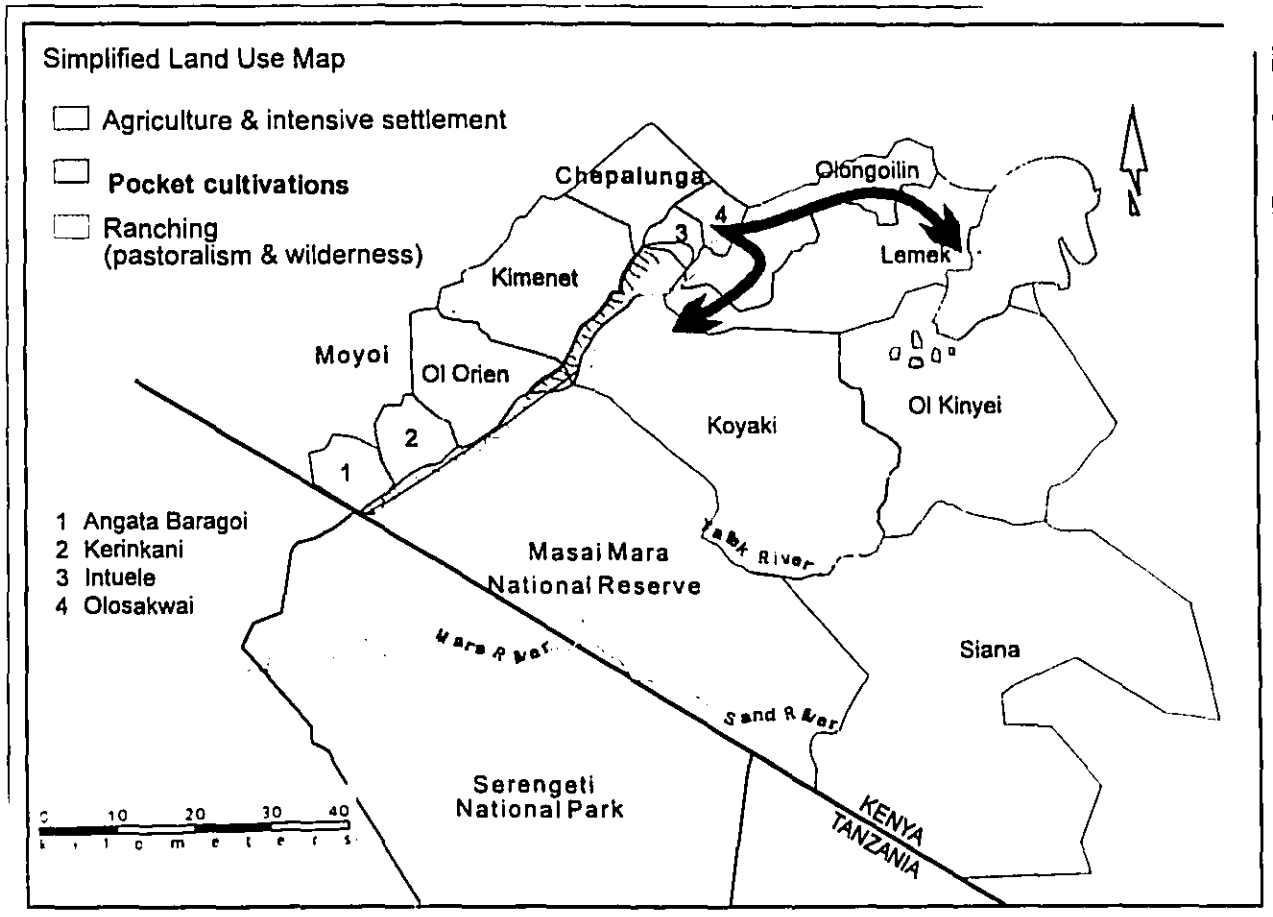 Simplified Land Use Map
Agriculture & intensive settlement
Pocket cultivations
Ranching
(pastoralism & wilderness)
Chepalunga
Olongoilin
4
3
Lemek
Kimenet
Moyoi
Ol Orien
Ol Kinyei
Koyaki
2
1
1 Angata Baragoi
2 Kerinkani
3 Intuele
4 Olosakwai
Talek River
Masai Mara
National Reserve
Mara River
Siana
Sand River
Serengeti
National Park
KENYA
TANZANIA
0 10 20 30 40
kilometers